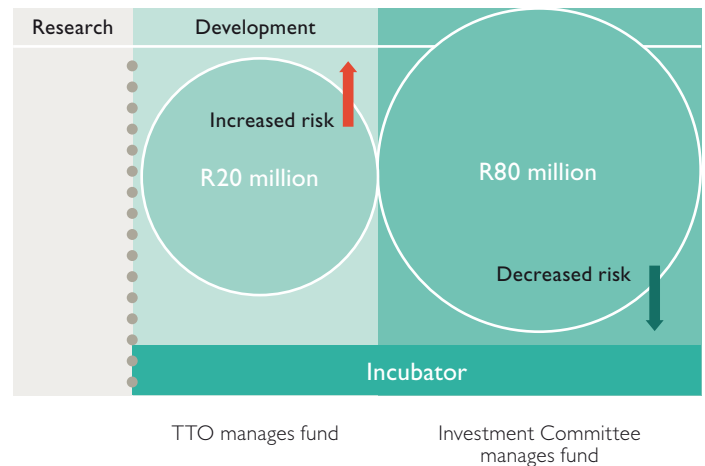 Research
Development
Increased risk
R20 million
R80 million
Decreased risk
Incubator
TTO manages fund
Investment Committee
manages fund